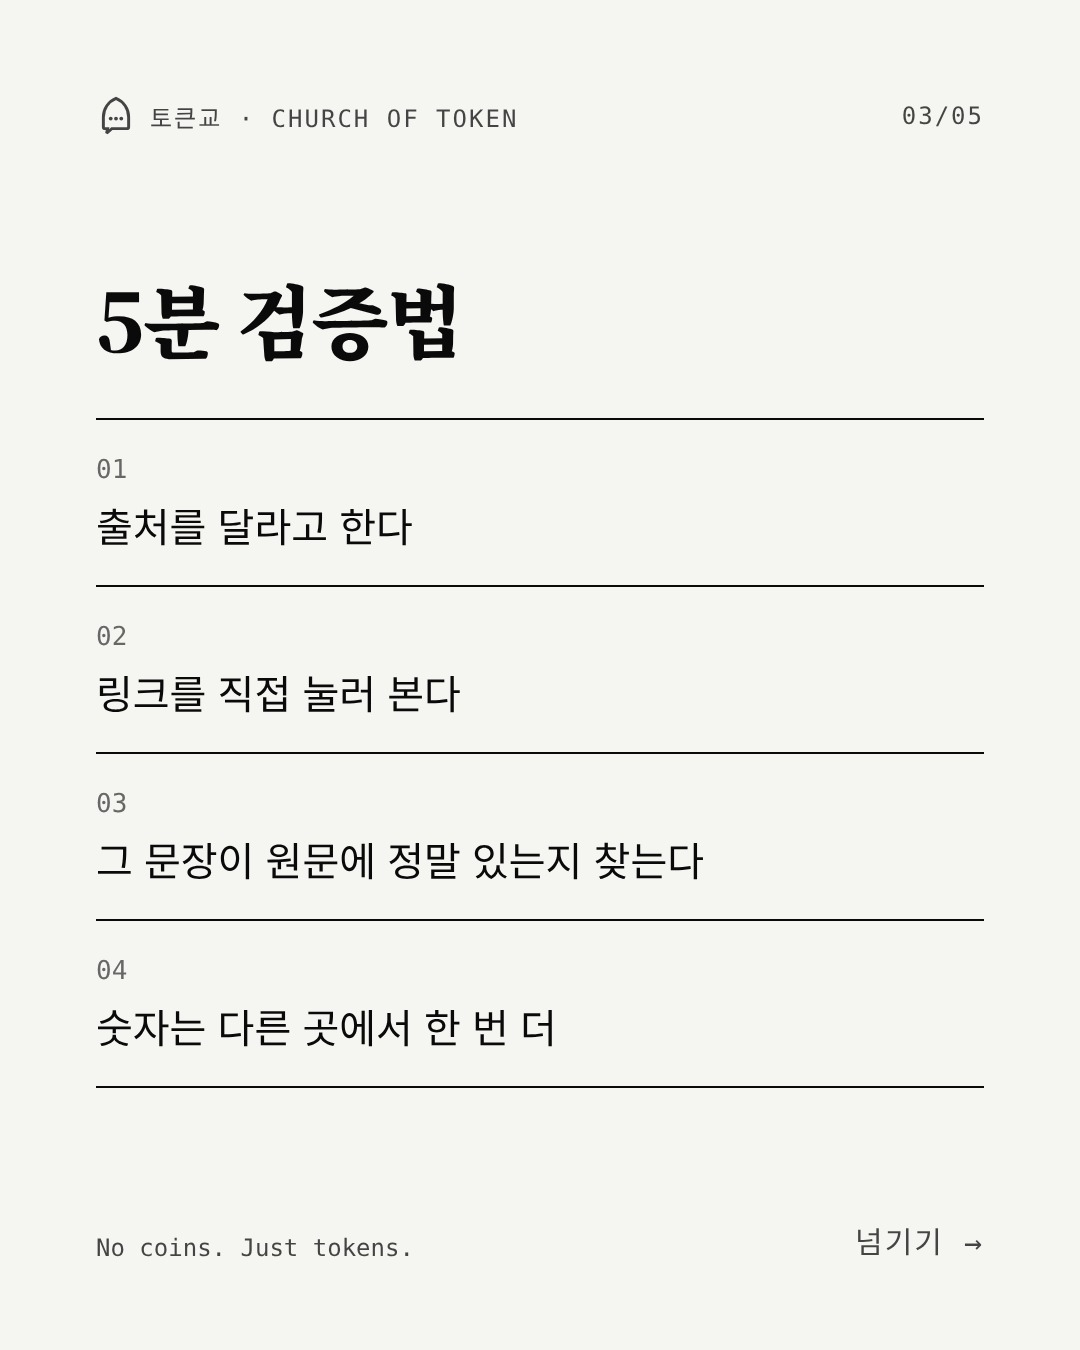 토큰교 · CHURCH OF TOKEN
03/05
5분 검증법
01
출처를 달라고 한다
02
링크를 직접 눌러 본다
03
그 문장이 원문에 정말 있는지 찾는다
04
숫자는 다른 곳에서 한 번 더
No coins. Just tokens.
넘기기 →